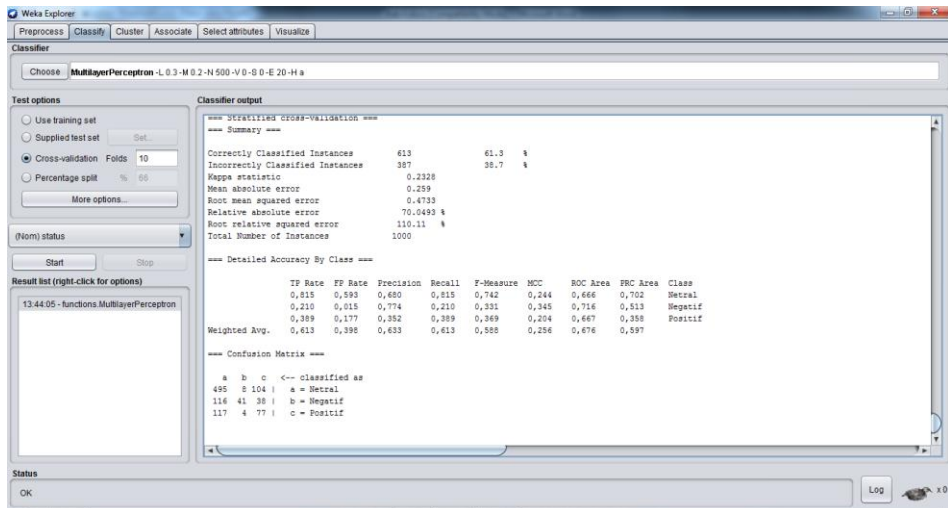 Weka Explorer
Preprocess Classify Cluster Associate Select attributes Visualize
Classifier
Choose MultilayerPerceptron -L 0.3 -M 0.2 -N 500 -V 0 -S 0 -E 20 -H a
Test options
Use training set
Supplied test set Set...
Cross-validation Folds 10
Percentage split % 66
More options...
(Nom) status
Start Stop
Result list (right-click for options)
13:44:05 - functions.MultilayerPerceptron
Classifier output
=== Stratified cross-validation ===
=== Summary ===
Correctly Classified Instances 613 61.3 %
Incorrectly Classified Instances 387 38.7 %
Kappa statistic 0.2328
Mean absolute error 0.259
Root mean squared error 0.4733
Relative absolute error 70.0493 %
Root relative squared error 110.11 %
Total Number of Instances 1000
=== Detailed Accuracy By Class ===
TP Rate FP Rate Precision Recall F-Measure MCC ROC Area PRC Area Class
0,815 0,593 0,680 0,815 0,742 0,244 0,666 0,702 Netral
0,210 0,015 0,774 0,210 0,331 0,345 0,716 0,513 Negatif
0,389 0,177 0,352 0,389 0,369 0,204 0,667 0,358 Positif
Weighted Avg. 0,613 0,398 0,633 0,613 0,588 0,256 0,676 0,597
=== Confusion Matrix ===
a b c <-- classified as
495 8 104 | a = Netral
116 41 38 | b = Negatif
117 4 77 | c = Positif
Status
OK
Log
x 0